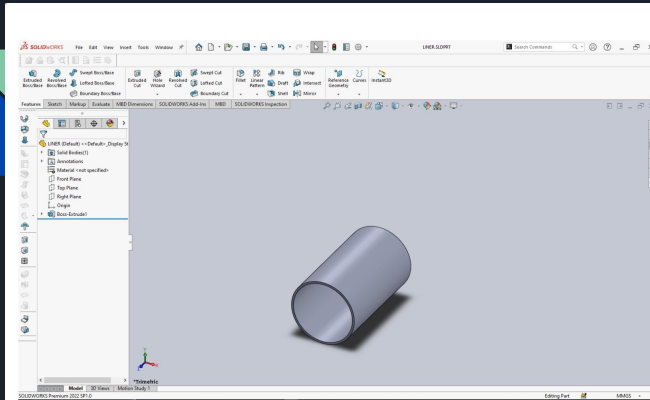 SOLIDWORKS File Edit View Insert Tools Window LINER.SLDPRT Search Commands
Extruded Boss/Base Revolved Boss/Base Swept Boss/Base Lofted Boss/Base Boundary Boss/Base Extruded Cut Hole Wizard Revolved Cut Swept Cut Lofted Cut Boundary Cut Fillet Linear Pattern Rib Draft Shell Wrap Intersect Mirror Reference Geometry Curves Instant3D
Features Sketch Markup Evaluate MBD Dimensions SOLIDWORKS Add-Ins MBD SOLIDWORKS Inspection
LINER (Default) <<Default>_Display St
Solid Bodies(1)
Annotations
Material <not specified>
Front Plane
Top Plane
Right Plane
Origin
Boss-Extrude1
*Trimetric
Model 3D Views Motion Study 1
SOLIDWORKS Premium 2022 SP1.0 Editing Part MMGS